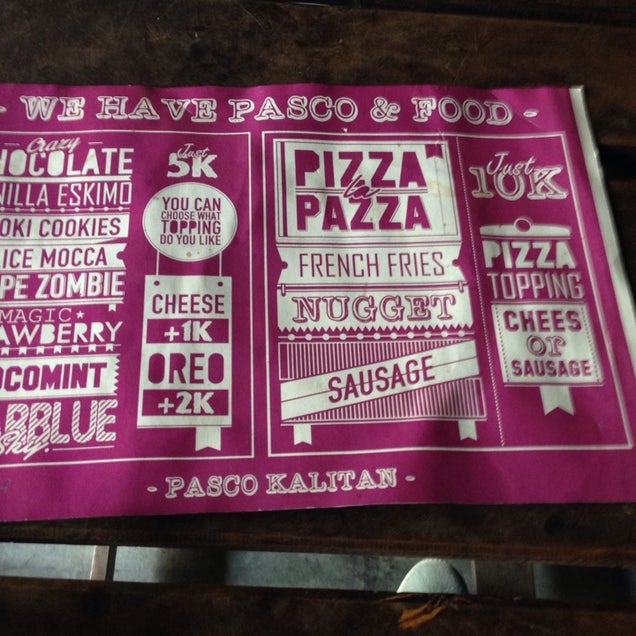 - WE HAVE PASCO & FOOD -
Crazy
HOCOLATE
NILLA ESKIMO
OKI COOKIES
ICE MOCCA
PE ZOMBIE
MAGIC
AWBERRY
OCOMINT
Just
5K
YOU CAN
CHOOSE WHAT
TOPPING
DO YOU LIKE
CHEESE
+1K
OREO
+2K
PIZZA
PAZZA
FRENCH FRIES
NUGGET
SAUSAGE
Just
10K
PIZZA
TOPPING
CHEES
or
SAUSAGE
- PASCO KALITAN -